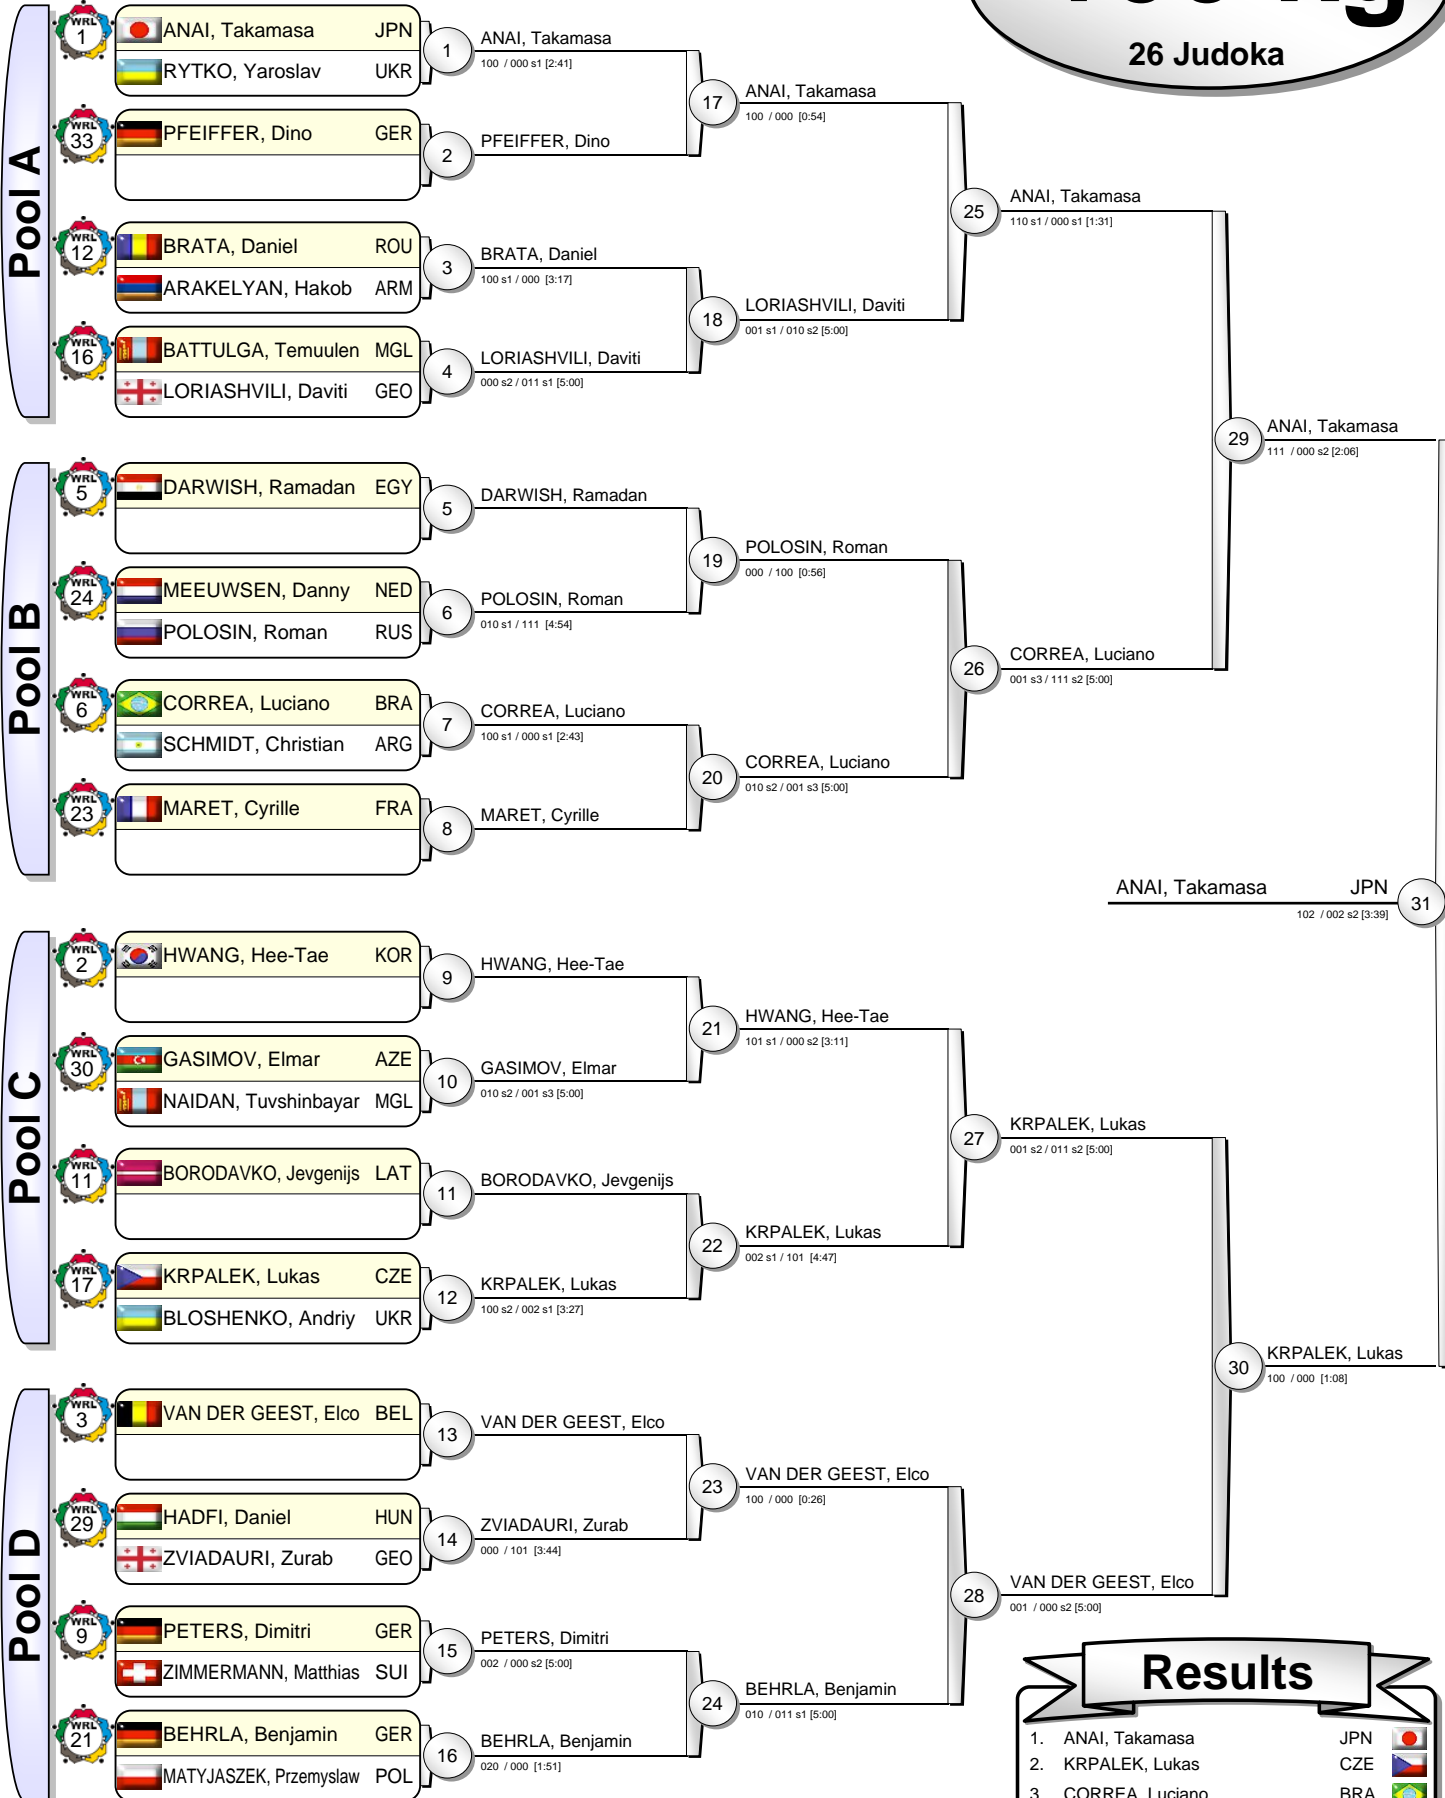 26 Judoka
Pool A
WRL 1
ANAI, Takamasa JPN
RYTKO, Yaroslav UKR
1
ANAI, Takamasa
100 / 000 s1 [2:41]
WRL 33
PFEIFFER, Dino GER
2
PFEIFFER, Dino
17
ANAI, Takamasa
100 / 000 [0:54]
WRL 12
BRATA, Daniel ROU
ARAKELYAN, Hakob ARM
3
BRATA, Daniel
100 s1 / 000 [3:17]
WRL 16
BATTULGA, Temuulen MGL
LORIASHVILI, Daviti GEO
4
LORIASHVILI, Daviti
000 s2 / 011 s1 [5:00]
18
LORIASHVILI, Daviti
001 s1 / 010 s2 [5:00]
25
ANAI, Takamasa
110 s1 / 000 s1 [1:31]
Pool B
WRL 5
DARWISH, Ramadan EGY
5
DARWISH, Ramadan
WRL 24
MEEUWSEN, Danny NED
POLOSIN, Roman RUS
6
POLOSIN, Roman
010 s1 / 111 [4:54]
19
POLOSIN, Roman
000 / 100 [0:56]
WRL 6
CORREA, Luciano BRA
SCHMIDT, Christian ARG
7
CORREA, Luciano
100 s1 / 000 s1 [2:43]
WRL 23
MARET, Cyrille FRA
8
MARET, Cyrille
20
CORREA, Luciano
010 s2 / 001 s3 [5:00]
26
CORREA, Luciano
001 s3 / 111 s2 [5:00]
29
ANAI, Takamasa
111 / 000 s2 [2:06]
ANAI, Takamasa JPN
102 / 002 s2 [3:39]
31
Pool C
WRL 2
HWANG, Hee-Tae KOR
9
HWANG, Hee-Tae
WRL 30
GASIMOV, Elmar AZE
NAIDAN, Tuvshinbayar MGL
10
GASIMOV, Elmar
010 s2 / 001 s3 [5:00]
21
HWANG, Hee-Tae
101 s1 / 000 s2 [3:11]
WRL 11
BORODAVKO, Jevgenijs LAT
11
BORODAVKO, Jevgenijs
WRL 17
KRPALEK, Lukas CZE
BLOSHENKO, Andriy UKR
12
KRPALEK, Lukas
100 s2 / 002 s1 [3:27]
22
KRPALEK, Lukas
002 s1 / 101 [4:47]
27
KRPALEK, Lukas
001 s2 / 011 s2 [5:00]
Pool D
WRL 3
VAN DER GEEST, Elco BEL
13
VAN DER GEEST, Elco
WRL 29
HADFI, Daniel HUN
ZVIADAURI, Zurab GEO
14
ZVIADAURI, Zurab
000 / 101 [3:44]
23
VAN DER GEEST, Elco
100 / 000 [0:26]
WRL 9
PETERS, Dimitri GER
ZIMMERMANN, Matthias SUI
15
PETERS, Dimitri
002 / 000 s2 [5:00]
WRL 21
BEHRLA, Benjamin GER
MATYJASZEK, Przemyslaw POL
16
BEHRLA, Benjamin
020 / 000 [1:51]
24
BEHRLA, Benjamin
010 / 011 s1 [5:00]
28
VAN DER GEEST, Elco
001 / 000 s2 [5:00]
30
KRPALEK, Lukas
100 / 000 [1:08]
Results
1. ANAI, Takamasa JPN
2. KRPALEK, Lukas CZE
3. CORREA, Luciano BRA